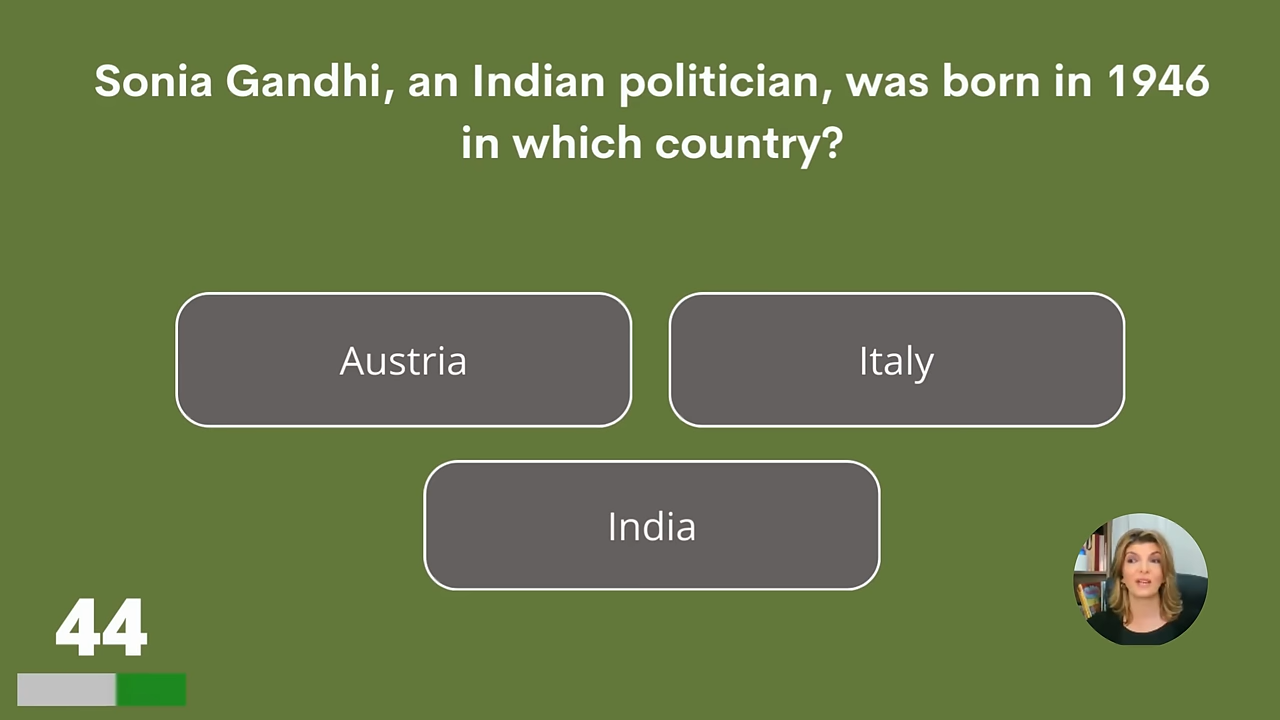 Sonia Gandhi, an Indian politician, was born in 1946
in which country?
Austria
Italy
India
44